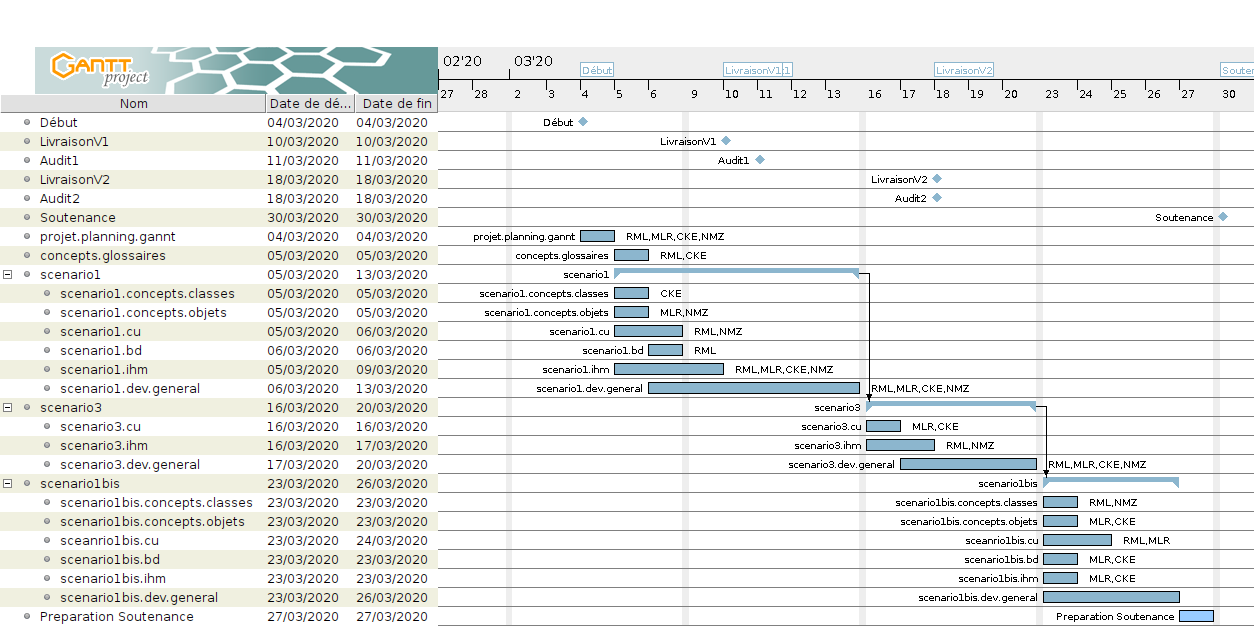 GANTT project
02'20 03'20
Début LivraisonV1 1 LivraisonV2 Souter
27 28 2 3 4 5 6 9 10 11 12 13 16 17 18 19 20 23 24 25 26 27 30
Nom Date de dé... Date de fin
Début 04/03/2020 04/03/2020 Début
LivraisonV1 10/03/2020 10/03/2020 LivraisonV1
Audit1 11/03/2020 11/03/2020 Audit1
LivraisonV2 18/03/2020 18/03/2020 LivraisonV2
Audit2 18/03/2020 18/03/2020 Audit2
Soutenance 30/03/2020 30/03/2020 Soutenance
projet.planning.gannt 04/03/2020 04/03/2020 projet.planning.gannt RML,MLR,CKE,NMZ
concepts.glossaires 05/03/2020 05/03/2020 concepts.glossaires RML,CKE
scenario1 05/03/2020 13/03/2020 scenario1
scenario1.concepts.classes 05/03/2020 05/03/2020 scenario1.concepts.classes CKE
scenario1.concepts.objets 05/03/2020 05/03/2020 scenario1.concepts.objets MLR,NMZ
scenario1.cu 05/03/2020 06/03/2020 scenario1.cu RML,NMZ
scenario1.bd 06/03/2020 06/03/2020 scenario1.bd RML
scenario1.ihm 05/03/2020 09/03/2020 scenario1.ihm RML,MLR,CKE,NMZ
scenario1.dev.general 06/03/2020 13/03/2020 scenario1.dev.general RML,MLR,CKE,NMZ
scenario3 16/03/2020 20/03/2020 scenario3
scenario3.cu 16/03/2020 16/03/2020 scenario3.cu MLR,CKE
scenario3.ihm 16/03/2020 17/03/2020 scenario3.ihm RML,NMZ
scenario3.dev.general 17/03/2020 20/03/2020 scenario3.dev.general RML,MLR,CKE,NMZ
scenario1bis 23/03/2020 26/03/2020 scenario1bis
scenario1bis.concepts.classes 23/03/2020 23/03/2020 scenario1bis.concepts.classes RML,NMZ
scenario1bis.concepts.objets 23/03/2020 23/03/2020 scenario1bis.concepts.objets MLR,CKE
sceanrio1bis.cu 23/03/2020 24/03/2020 sceanrio1bis.cu RML,MLR
scenario1bis.bd 23/03/2020 23/03/2020 scenario1bis.bd MLR,CKE
scenario1bis.ihm 23/03/2020 23/03/2020 scenario1bis.ihm MLR,CKE
scenario1bis.dev.general 23/03/2020 26/03/2020 scenario1bis.dev.general
Preparation Soutenance 27/03/2020 27/03/2020 Preparation Soutenance